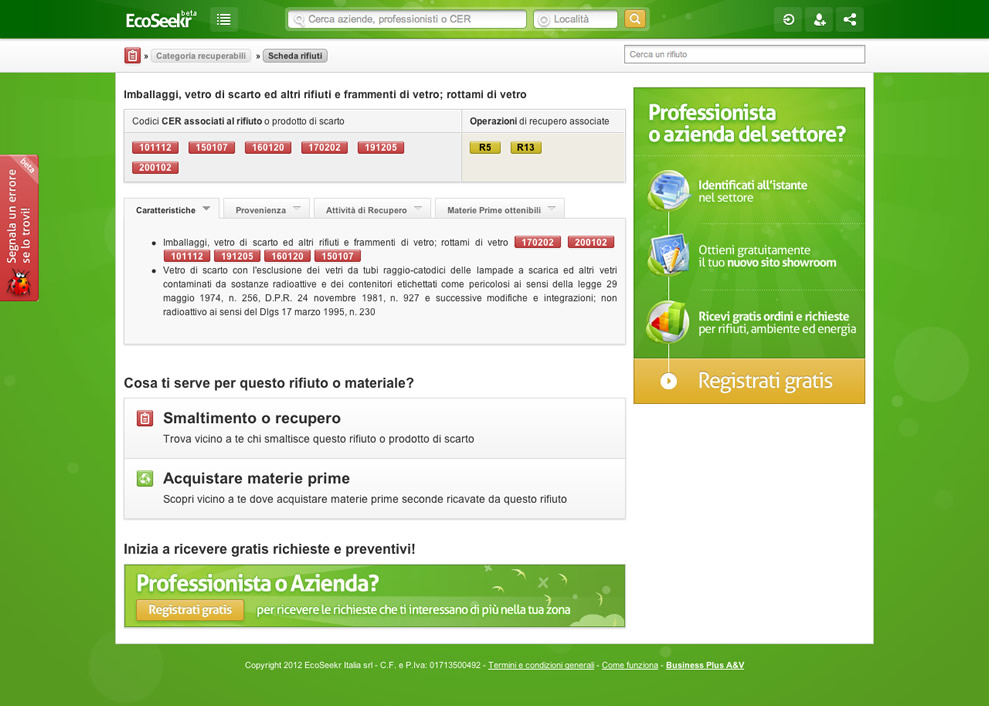 EcoSeekr beta
Cerca aziende, professionisti o CER
Località
» Categoria recuperabili » Scheda rifiuti
Cerca un rifiuto
Imballaggi, vetro di scarto ed altri rifiuti e frammenti di vetro; rottami di vetro
Codici CER associati al rifiuto o prodotto di scarto
Operazioni di recupero associate
101112 150107 160120 170202 191205
200102
R5 R13
Caratteristiche Provenienza Attività di Recupero Materie Prime ottenibili
Imballaggi, vetro di scarto ed altri rifiuti e frammenti di vetro; rottami di vetro 170202 200102
101112 191205 160120 150107
Vetro di scarto con l'esclusione dei vetri da tubi raggio-catodici delle lampade a scarica ed altri vetri
contaminati da sostanze radioattive e dei contenitori etichettati come pericolosi ai sensi della legge 29
maggio 1974, n. 256, D.P.R. 24 novembre 1981, n. 927 e successive modifiche e integrazioni; non
radioattivo ai sensi del Dlgs 17 marzo 1995, n. 230
Cosa ti serve per questo rifiuto o materiale?
Smaltimento o recupero
Trova vicino a te chi smaltisce questo rifiuto o prodotto di scarto
Acquistare materie prime
Scopri vicino a te dove acquistare materie prime seconde ricavate da questo rifiuto
Inizia a ricevere gratis richieste e preventivi!
Professionista o Azienda?
Registrati gratis per ricevere le richieste che ti interessano di più nella tua zona
Professionista
o azienda del settore?
Identificati all'istante
nel settore
Ottieni gratuitamente
il tuo nuovo sito showroom
Ricevi gratis ordini e richieste
per rifiuti, ambiente ed energia
Registrati gratis
beta
Segnala un errore
se lo trovi!
Copyright 2012 EcoSeekr Italia srl - C.F. e P.Iva: 01713500492 - Termini e condizioni generali - Come funziona - Business Plus A&V